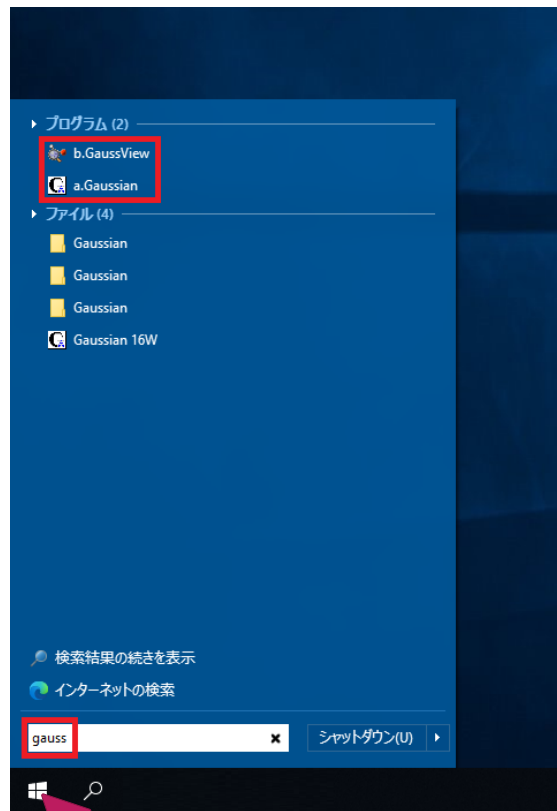 プログラム (2)
b.GaussView
a.Gaussian
ファイル (4)
Gaussian
Gaussian
Gaussian
Gaussian 16W
検索結果の続きを表示
インターネットの検索
gauss
シャットダウン(U)